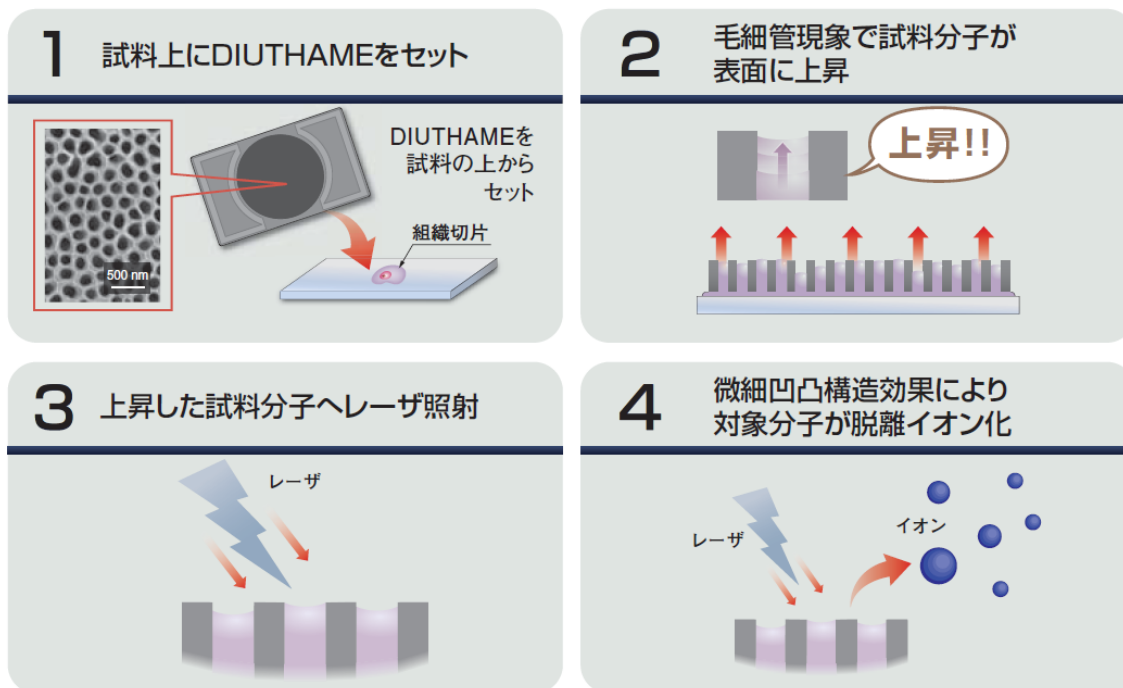 1
試料上にDIUTHAMEをセット
500 nm
DIUTHAMEを
試料の上から
セット
組織切片
2
毛細管現象で試料分子が
表面に上昇
上昇!!
3
上昇した試料分子へレーザ照射
レーザ
4
微細凹凸構造効果により
対象分子が脱離イオン化
レーザ
イオン